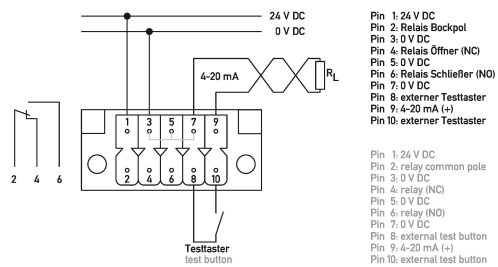 24 V DC
0 V DC
4-20 mA
RL
1 3 5 7 9
2 4 6 8 10
2 4 6
Testtaster
test button
Pin 1: 24 V DC
Pin 2: Relais Bockpol
Pin 3: 0 V DC
Pin 4: Relais Öffner (NC)
Pin 5: 0 V DC
Pin 6: Relais Schließer (NO)
Pin 7: 0 V DC
Pin 8: externer Testtaster
Pin 9: 4-20 mA (+)
Pin 10: externer Testtaster
Pin 1: 24 V DC
Pin 2: relay common pole
Pin 3: 0 V DC
Pin 4: relay (NC)
Pin 5: 0 V DC
Pin 6: relay (NO)
Pin 7: 0 V DC
Pin 8: external test button
Pin 9: 4-20 mA (+)
Pin 10: external test button